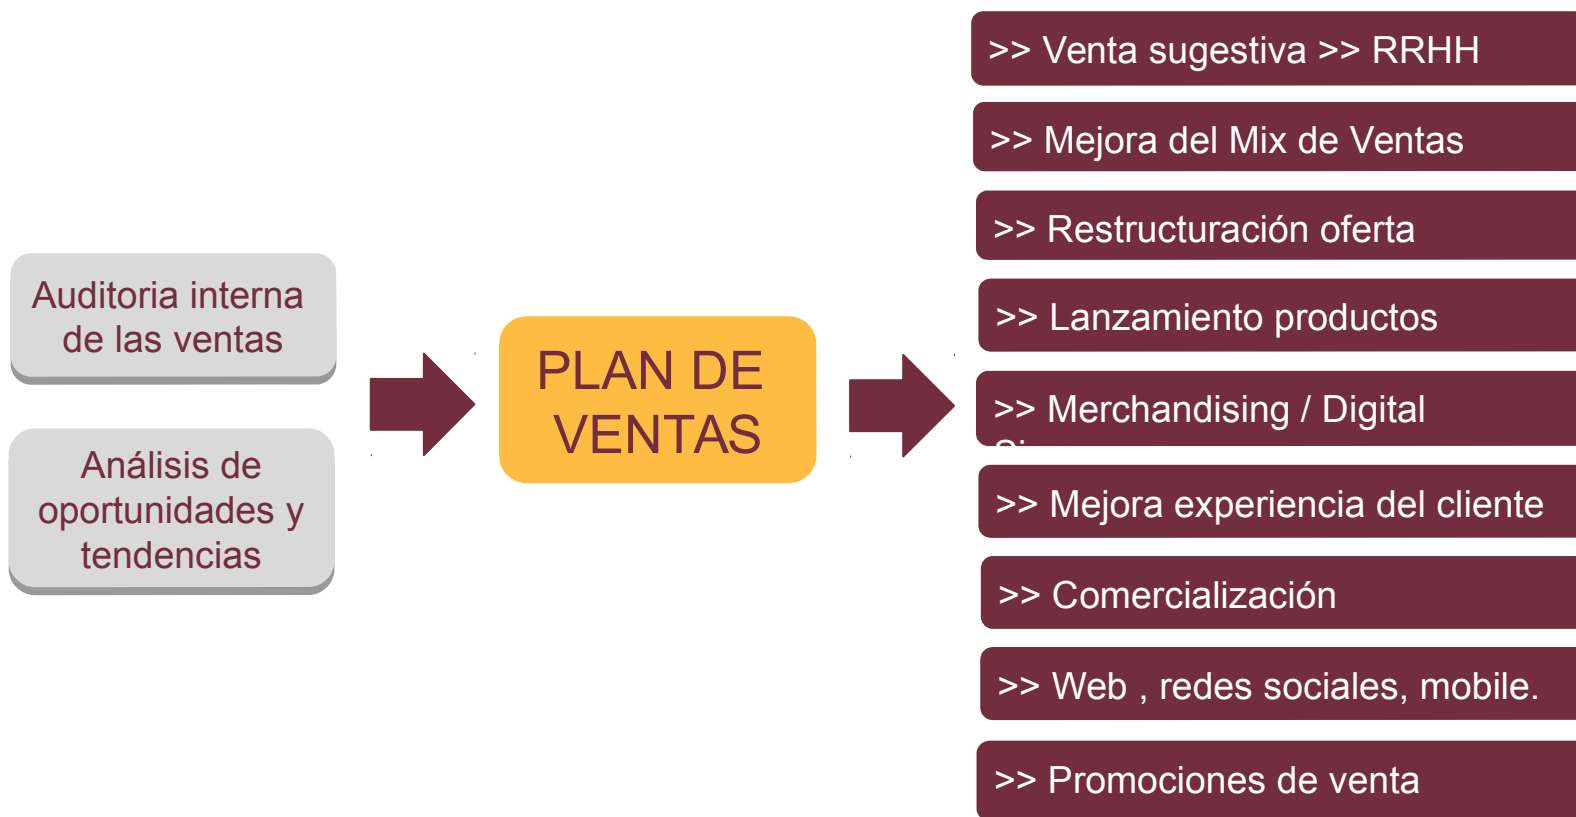 Auditoria interna
de las ventas
Análisis de
oportunidades y
tendencias
PLAN DE
VENTAS
>> Venta sugestiva >> RRHH
>> Mejora del Mix de Ventas
>> Restructuración oferta
>> Lanzamiento productos
>> Merchandising / Digital
>> Mejora experiencia del cliente
>> Comercialización
>> Web , redes sociales, mobile.
>> Promociones de venta